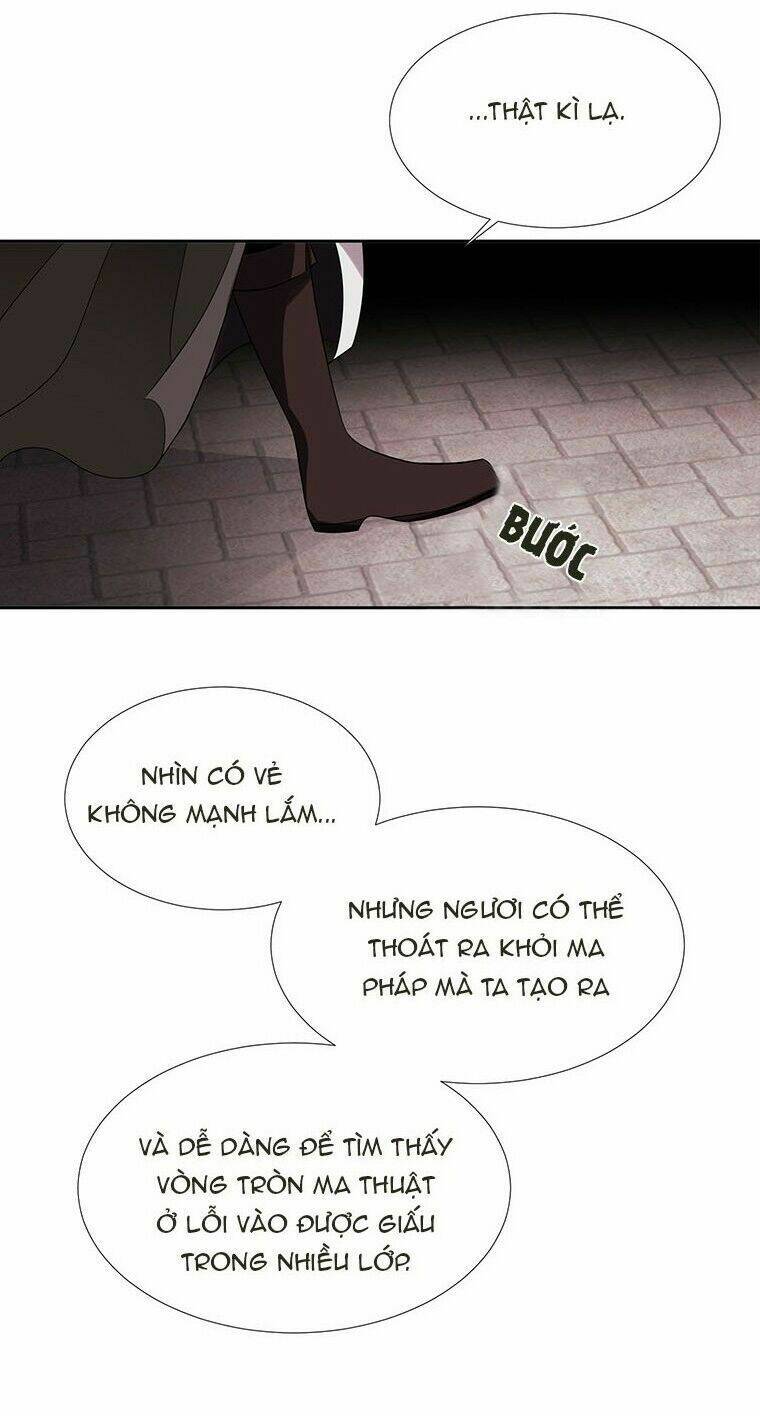 ...THẬT KÌ LẠ.
BƯỚC
NHÌN CÓ VẺ
KHÔNG MẠNH LẮM...
NHƯNG NGƯƠI CÓ THỂ
THOÁT RA KHỎI MA
PHÁP MÀ TA TẠO RA
VÀ DỄ DÀNG ĐỂ TÌM THẤY
VÒNG TRÒN MA THUẬT
Ở LỖI VÀO ĐƯỢC GIẤU
TRONG NHIỀU LỚP.